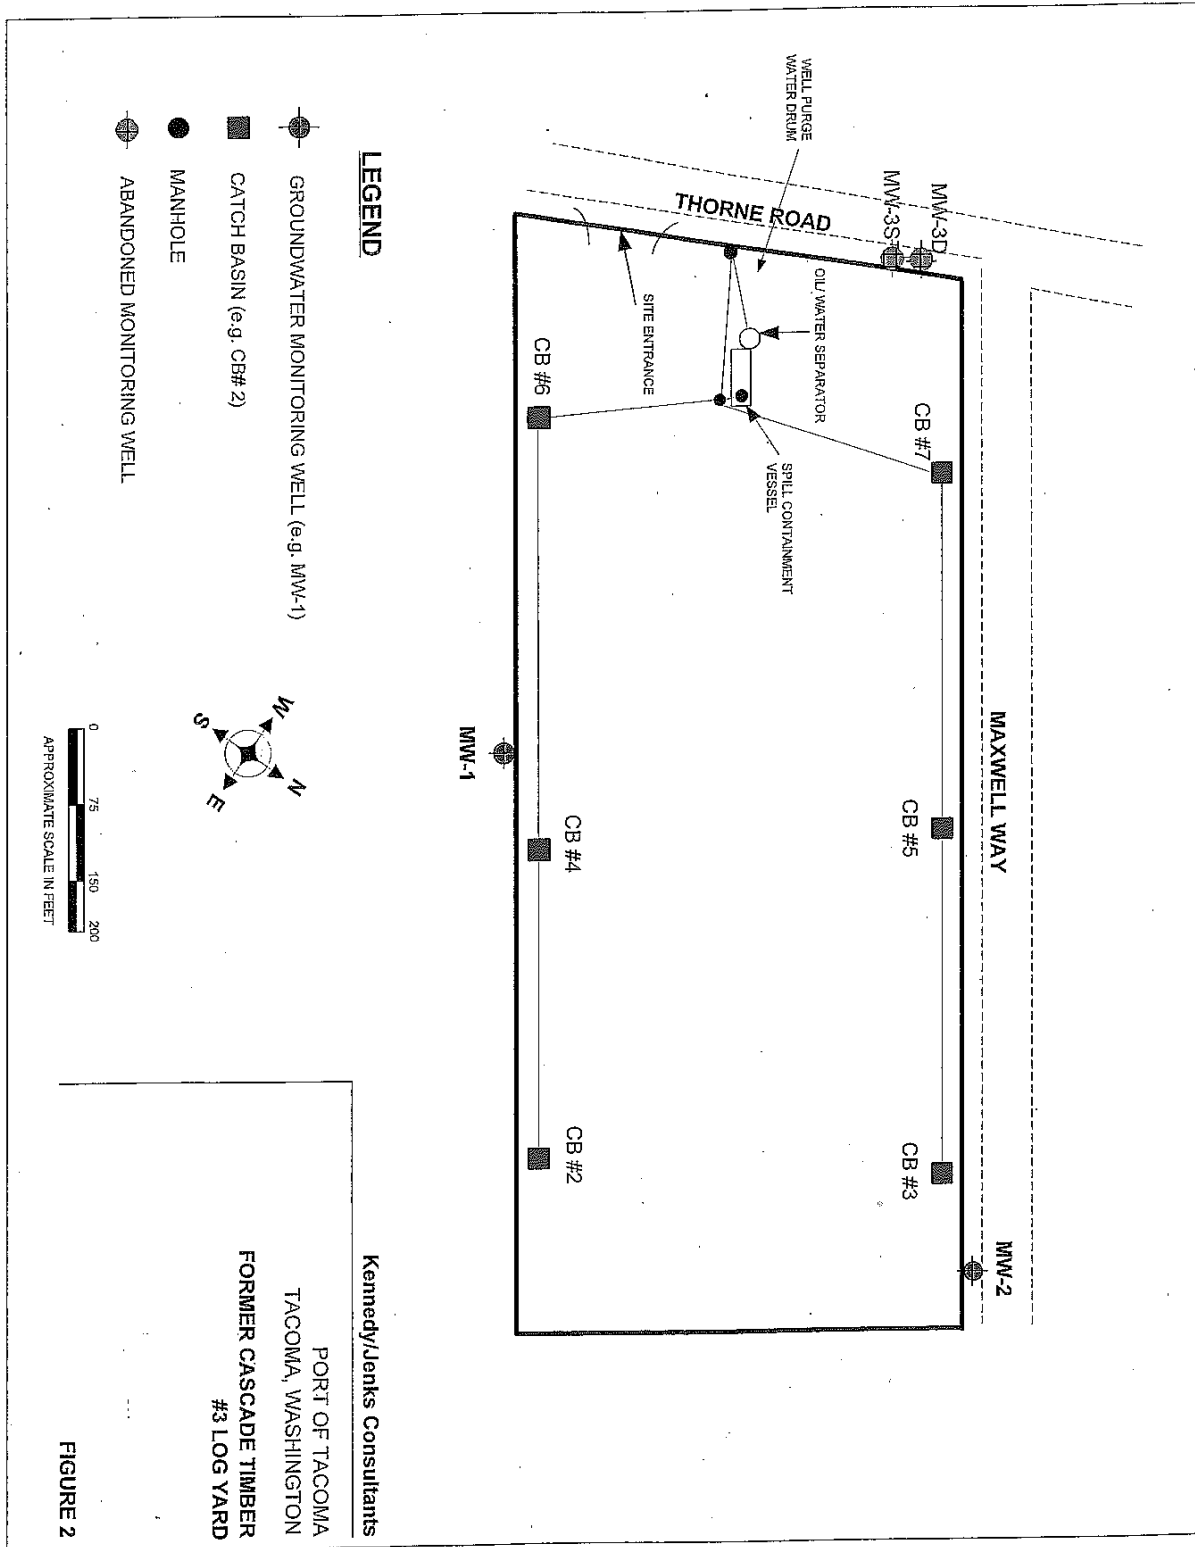 MW-3D
MW-3S
THORNE ROAD
WELL PURGE
WATER DRUM
OIL/ WATER SEPARATOR
SITE ENTRANCE
SPILL CONTAINMENT
VESSEL
MAXWELL WAY
MW-2
CB #7
CB #5
CB #3
CB #6
CB #4
CB #2
MW-1
LEGEND
GROUNDWATER MONITORING WELL (e.g. MW-1)
CATCH BASIN (e.g. CB# 2)
MANHOLE
ABANDONED MONITORING WELL
W
N
S
E
0 75 150 200
APPROXIMATE SCALE IN FEET
Kennedy/Jenks Consultants
PORT OF TACOMA
TACOMA, WASHINGTON
FORMER CASCADE TIMBER
#3 LOG YARD
FIGURE 2